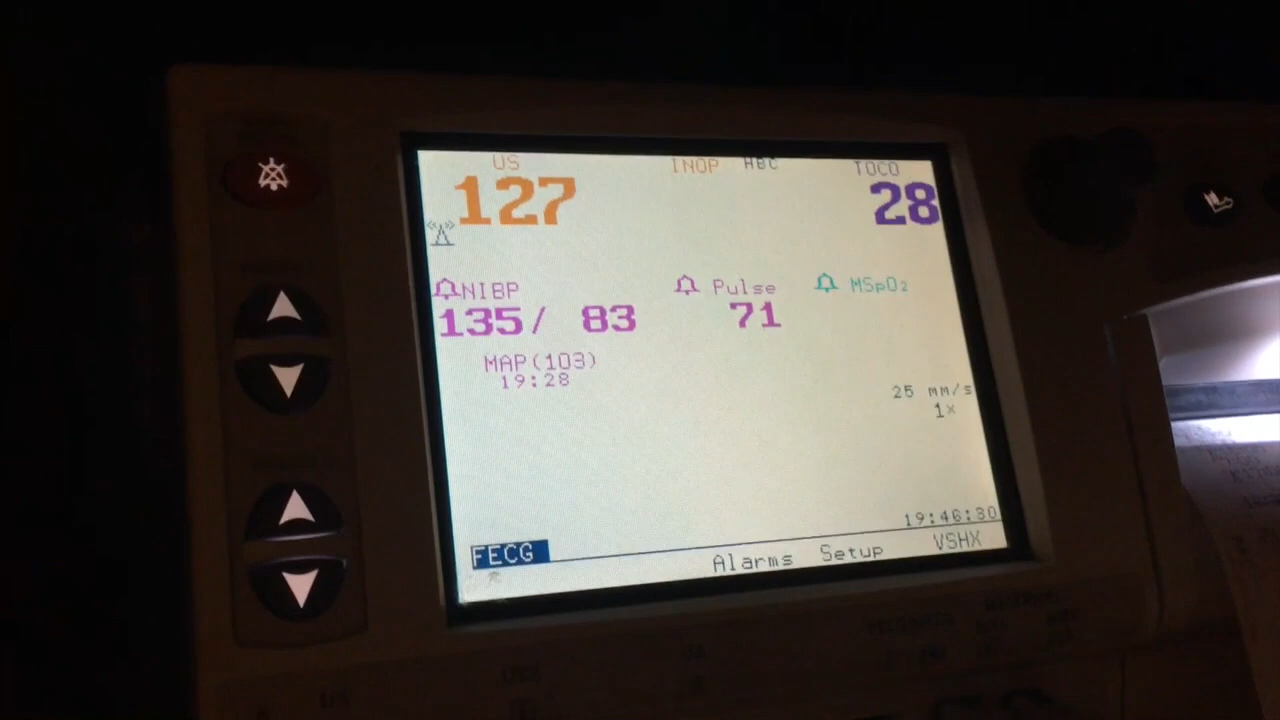 US INOP HBC TOCO
127 28
NIBP Pulse MSpO₂
135/ 83 71
MAP(103)
19:28
25 mm/s
1×
19:46:30
FECG Alarms Setup VSHX